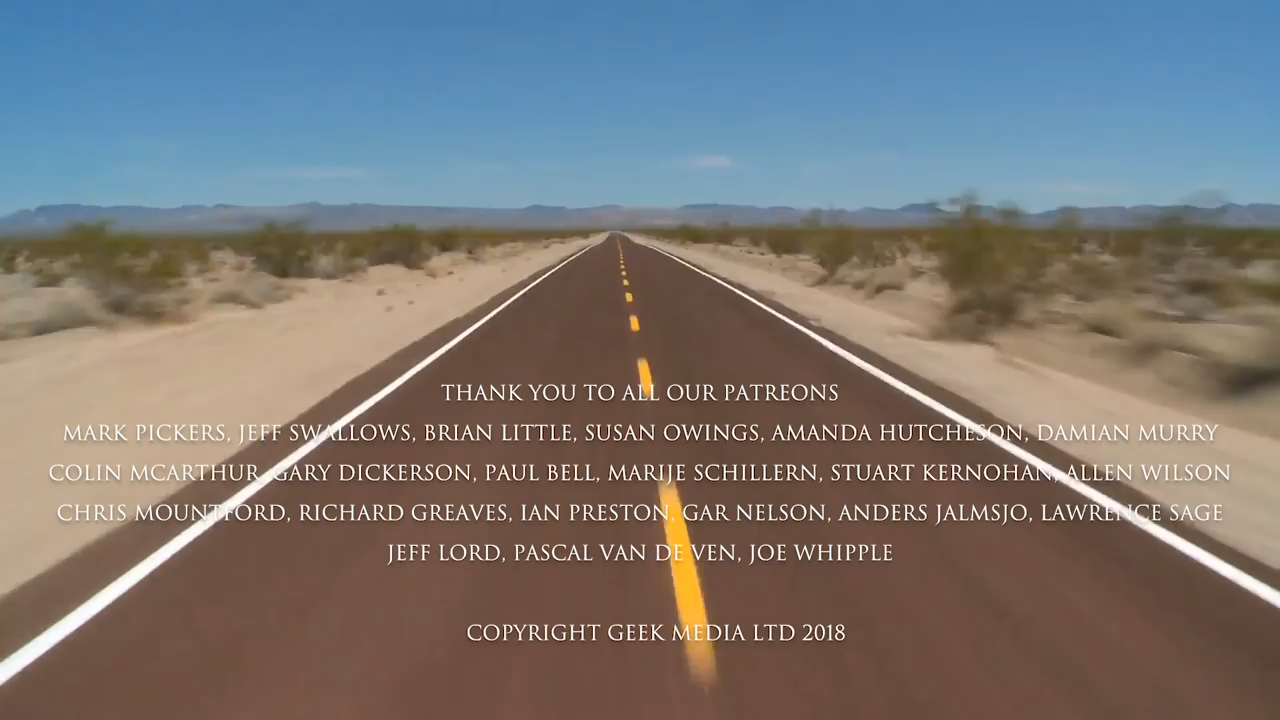 THANK YOU TO ALL OUR PATREONS
MARK PICKERS, JEFF SWALLOWS, BRIAN LITTLE, SUSAN OWINGS, AMANDA HUTCHESON, DAMIAN MURRY
COLIN MCARTHUR, GARY DICKERSON, PAUL BELL, MARIJE SCHILLERN, STUART KERNOHAN, ALLEN WILSON
CHRIS MOUNTFORD, RICHARD GREAVES, IAN PRESTON, GAR NELSON, ANDERS JALMSJO, LAWRENCE SAGE
JEFF LORD, PASCAL VAN DE VEN, JOE WHIPPLE
COPYRIGHT GEEK MEDIA LTD 2018